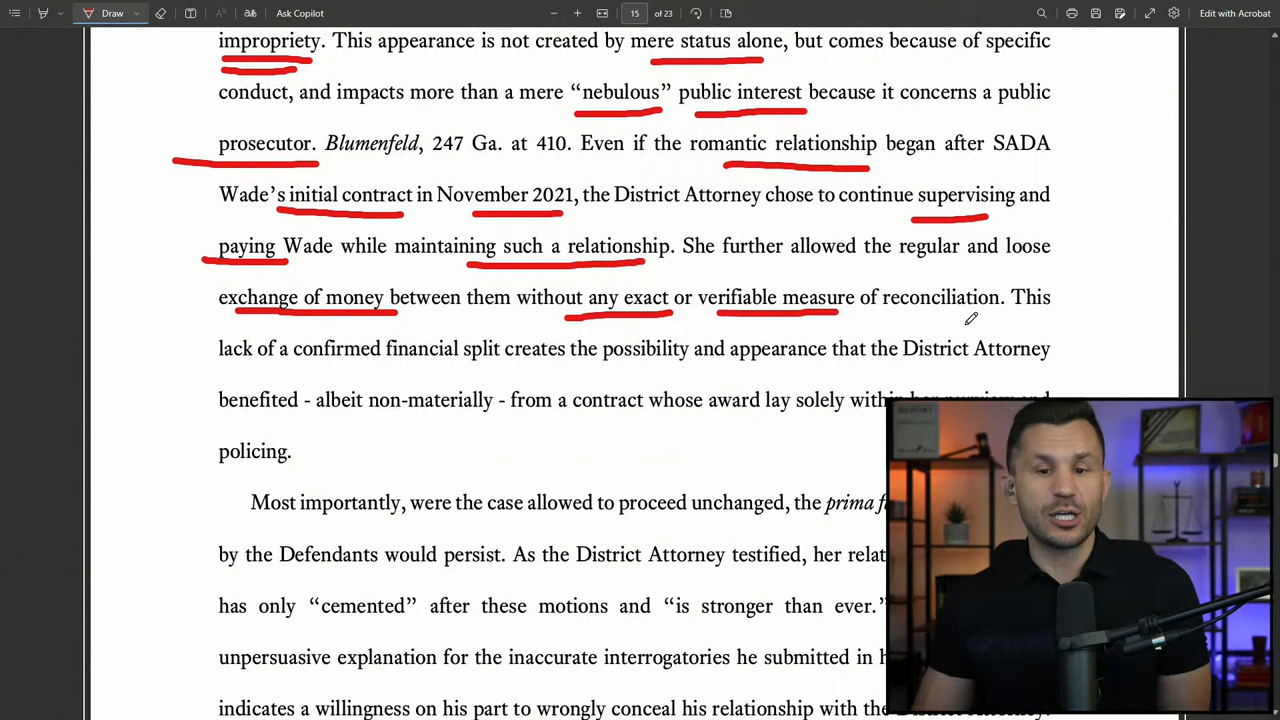 Draw
Ask Copilot
15 of 23
Edit with Acrobat
impropriety. This appearance is not created by mere status alone, but comes because of specific
conduct, and impacts more than a mere “nebulous” public interest because it concerns a public
prosecutor. Blumenfeld, 247 Ga. at 410. Even if the romantic relationship began after SADA
Wade’s initial contract in November 2021, the District Attorney chose to continue supervising and
paying Wade while maintaining such a relationship. She further allowed the regular and loose
exchange of money between them without any exact or verifiable measure of reconciliation. This
lack of a confirmed financial split creates the possibility and appearance that the District Attorney
benefited - albeit non-materially - from a contract whose award lay solely within her purview and
policing.
Most importantly, were the case allowed to proceed unchanged, the prima
by the Defendants would persist. As the District Attorney testified, her
has only “cemented” after these motions and “is stronger than ever.”
unpersuasive explanation for the inaccurate interrogatories he submitted in
indicates a willingness on his part to wrongly conceal his relationship with the District Attorney.